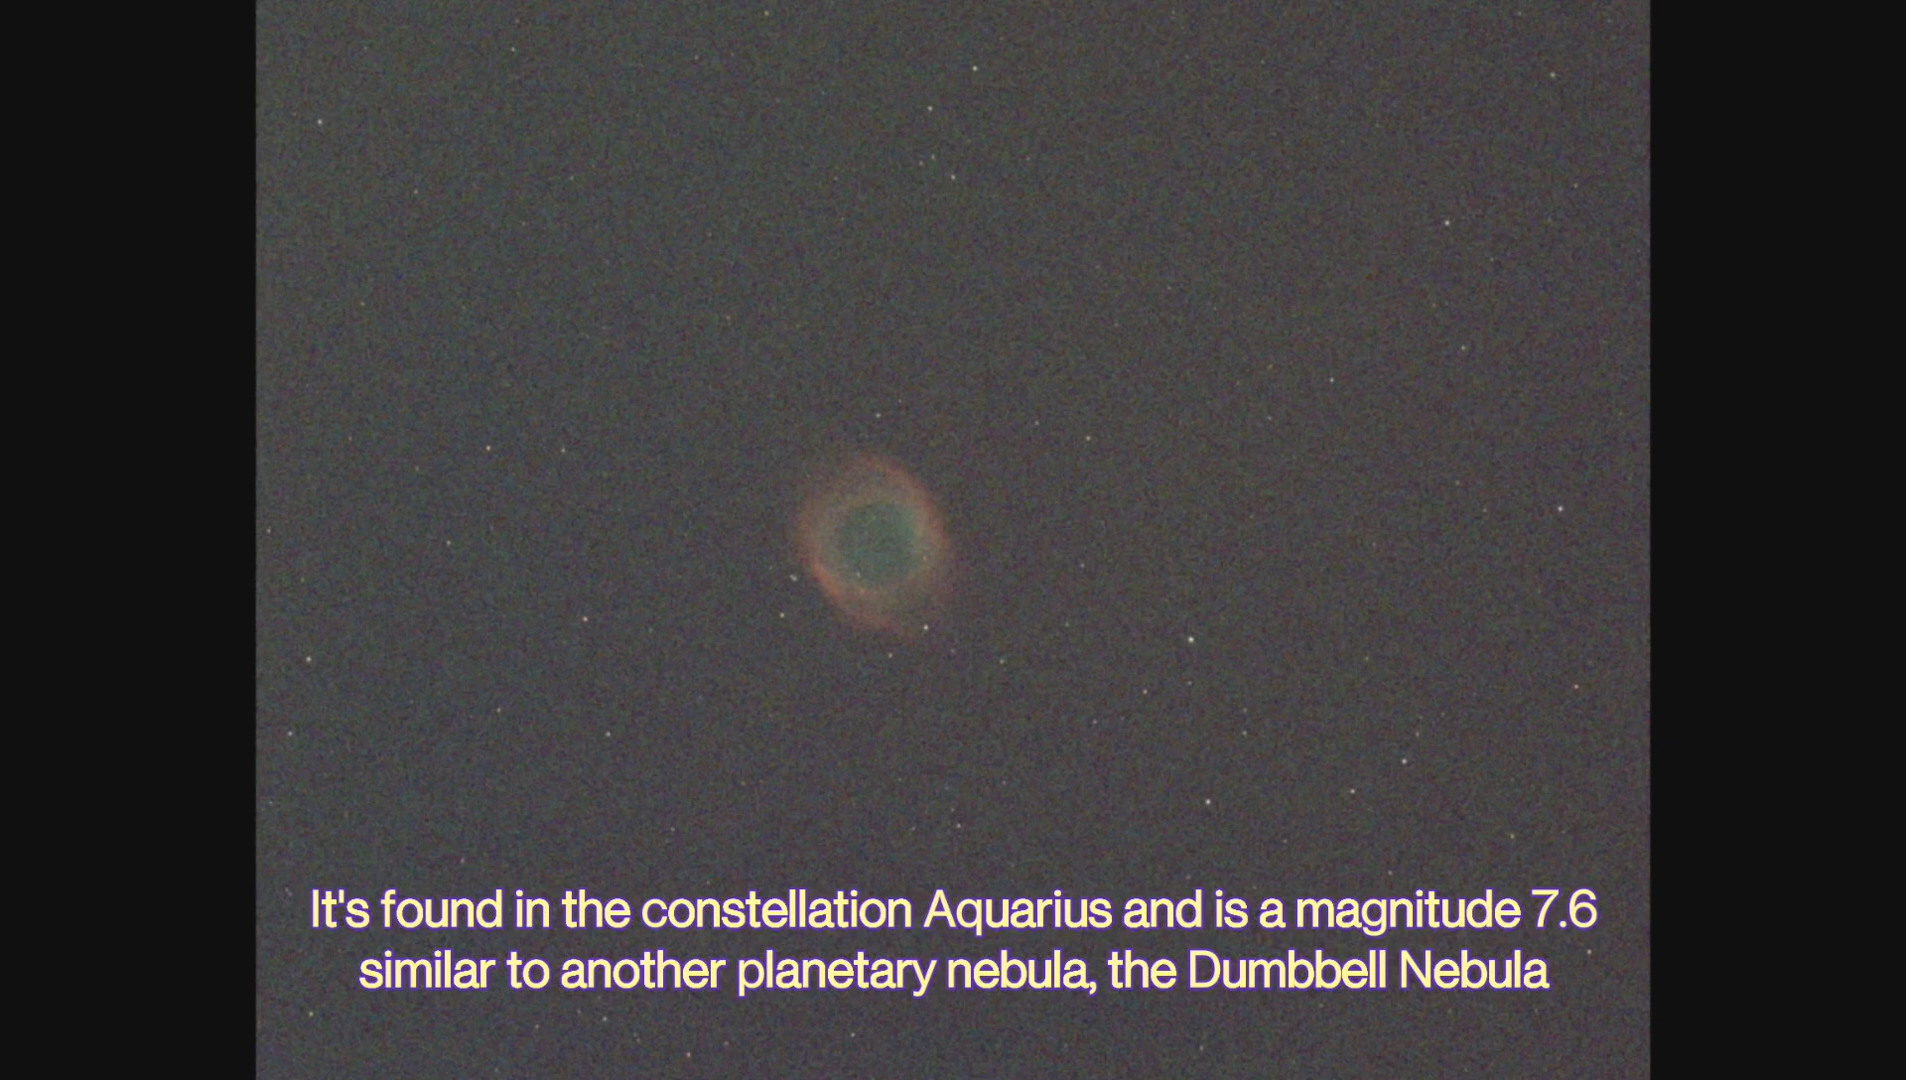 It's found in the constellation Aquarius and is a magnitude 7.6
similar to another planetary nebula, the Dumbbell Nebula